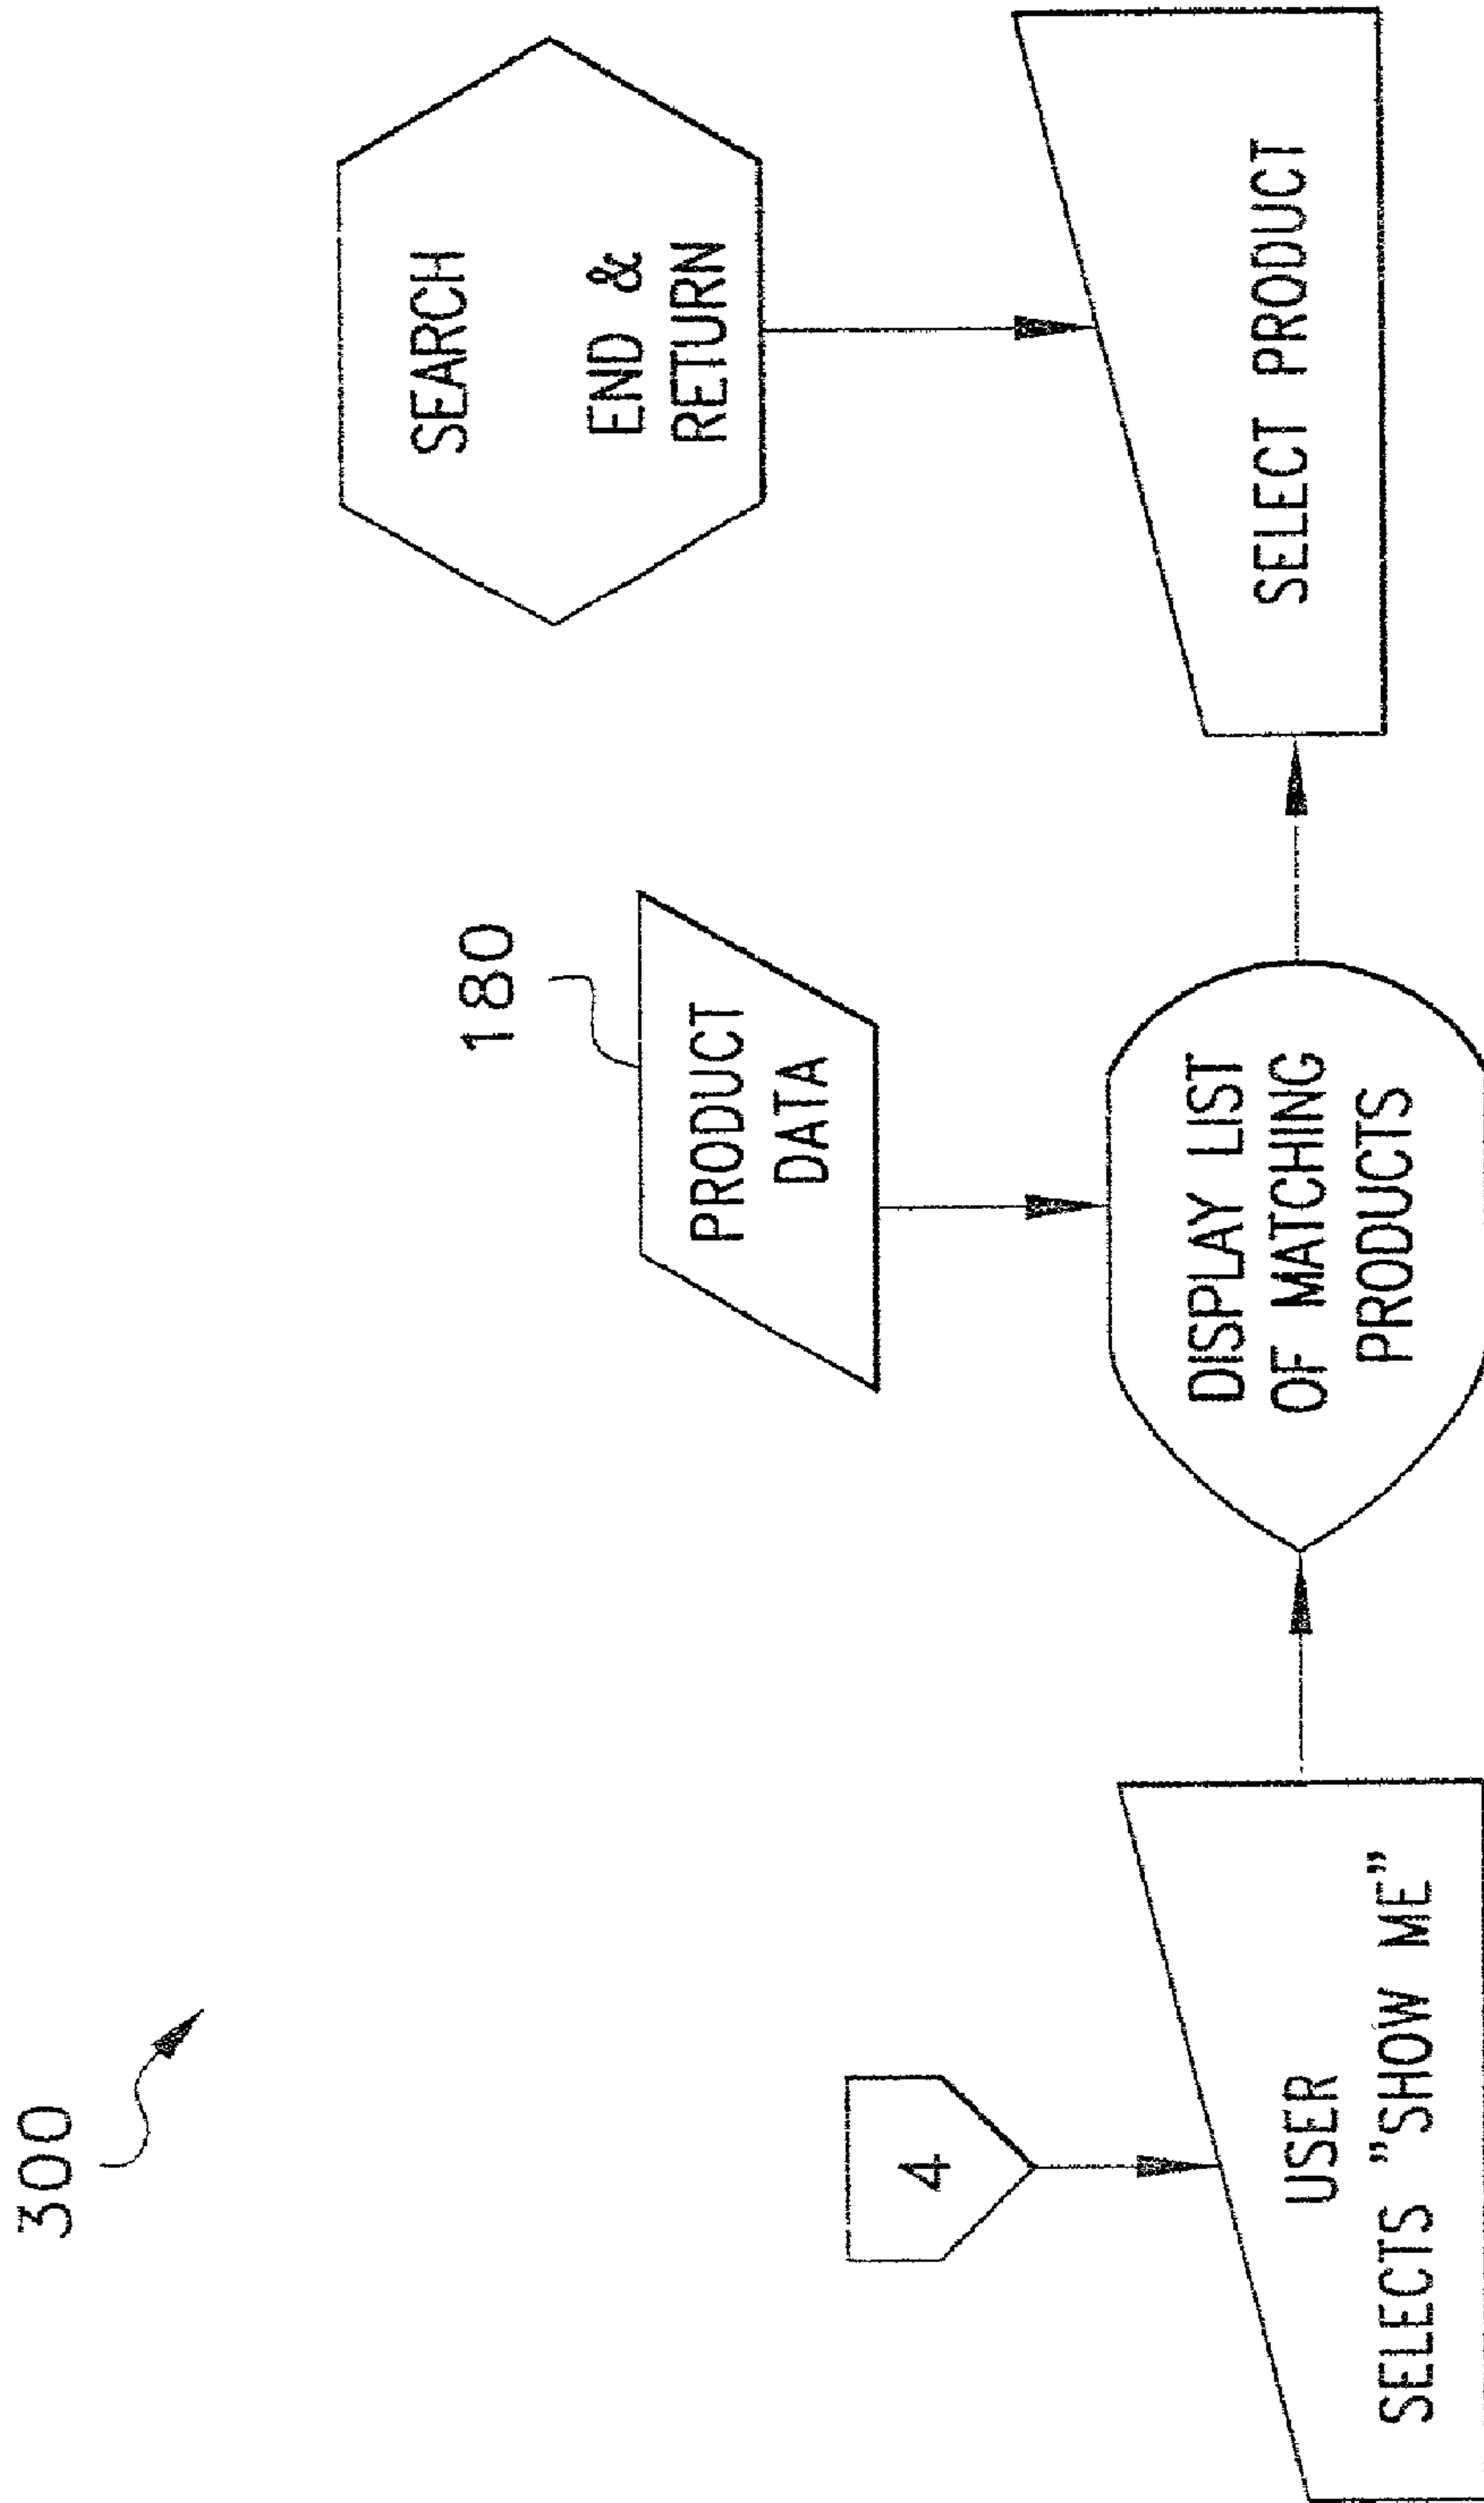 300
4
USER
SELECTS "SHOW ME"
180
PRODUCT
DATA
DISPLAY LIST
OF MATCHING
PRODUCTS
SEARCH
END &
RETURN
SELECT PRODUCT